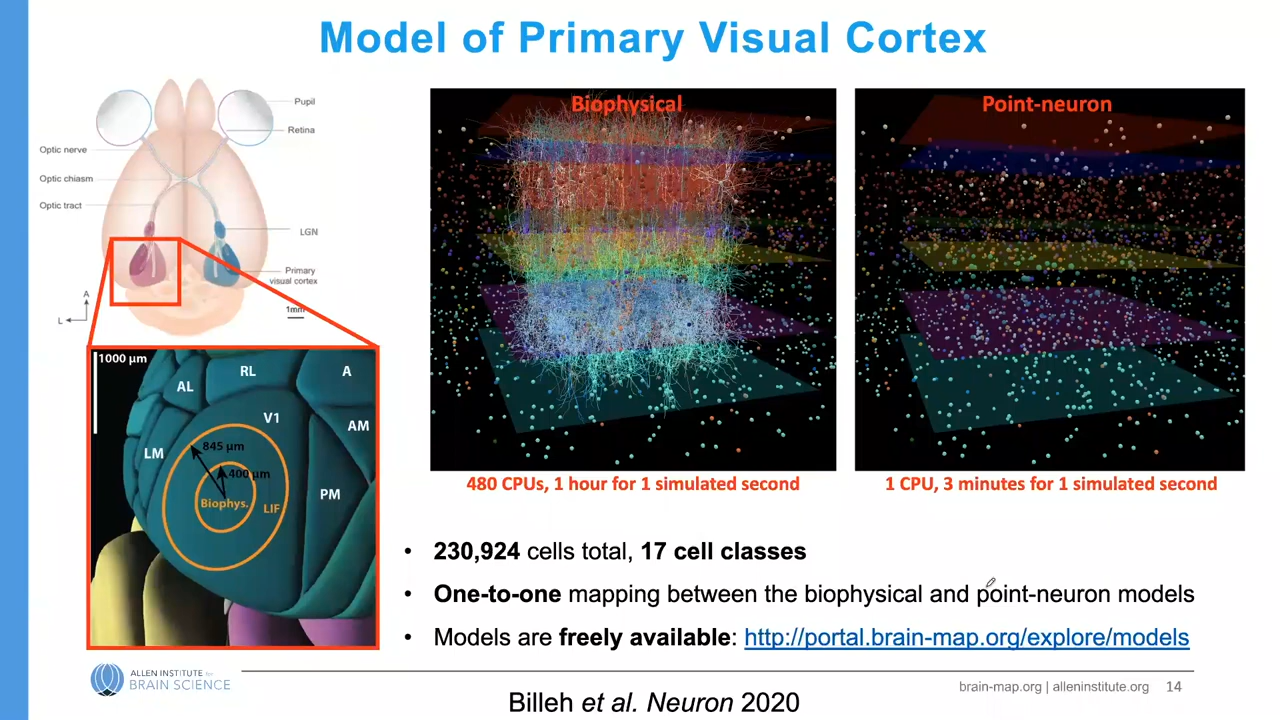 Model of Primary Visual Cortex
Pupil
Retina
Optic nerve
Optic chiasm
Optic tract
LGN
Primary
visual cortex
A
L
1mm
1000 µm
AL
RL
A
V1
AM
LM
845 µm
400 µm
Biophys.
LIF
PM
Biophysical
480 CPUs, 1 hour for 1 simulated second
Point-neuron
1 CPU, 3 minutes for 1 simulated second
• 230,924 cells total, 17 cell classes
• One-to-one mapping between the biophysical and point-neuron models
• Models are freely available: http://portal.brain-map.org/explore/models
ALLEN INSTITUTE for
BRAIN SCIENCE
brain-map.org | alleninstitute.org 14
Billeh et al. Neuron 2020